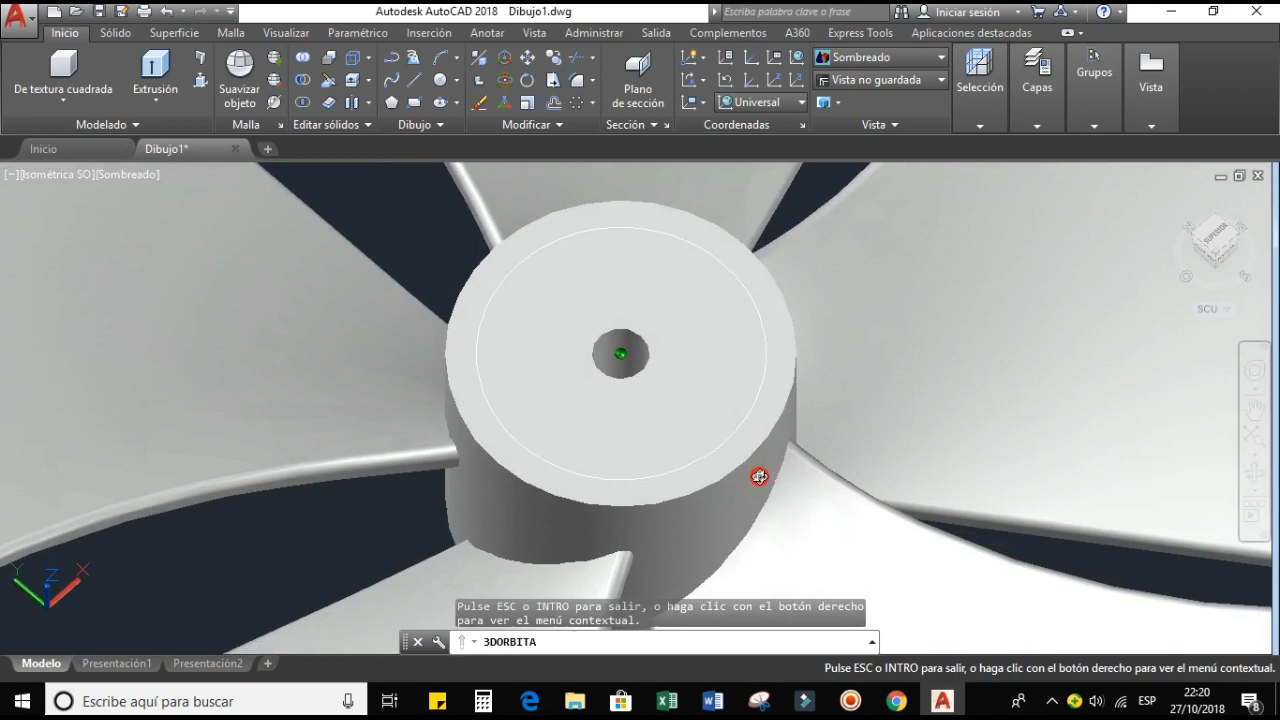 Autodesk AutoCAD 2018 Dibujo1.dwg
Escriba palabra clave o frase
Iniciar sesión
Inicio Sólido Superficie Malla Visualizar Paramétrico Inserción Anotar Vista Administrar Salida Complementos A360 Express Tools Aplicaciones destacadas
De textura cuadrada
Extrusión
Suavizar
objeto
Plano
de sección
Universal
Sombreado
Vista no guardada
Selección
Capas
Grupos
Vista
Modelado
Malla
Editar sólidos
Dibujo
Modificar
Sección
Coordenadas
Vista
Inicio
Dibujo1*
[−][Isométrica SO][Sombreado]
SUPERIOR
SCU
Y Z X
Pulse ESC o INTRO para salir, o haga clic con el botón derecho
para ver el menú contextual.
3DORBITA
Modelo Presentación1 Presentación2
Pulse ESC o INTRO para salir, o haga clic con el botón derecho para ver el menú contextual.
Escribe aquí para buscar
ESP
22:20
27/10/2018
8